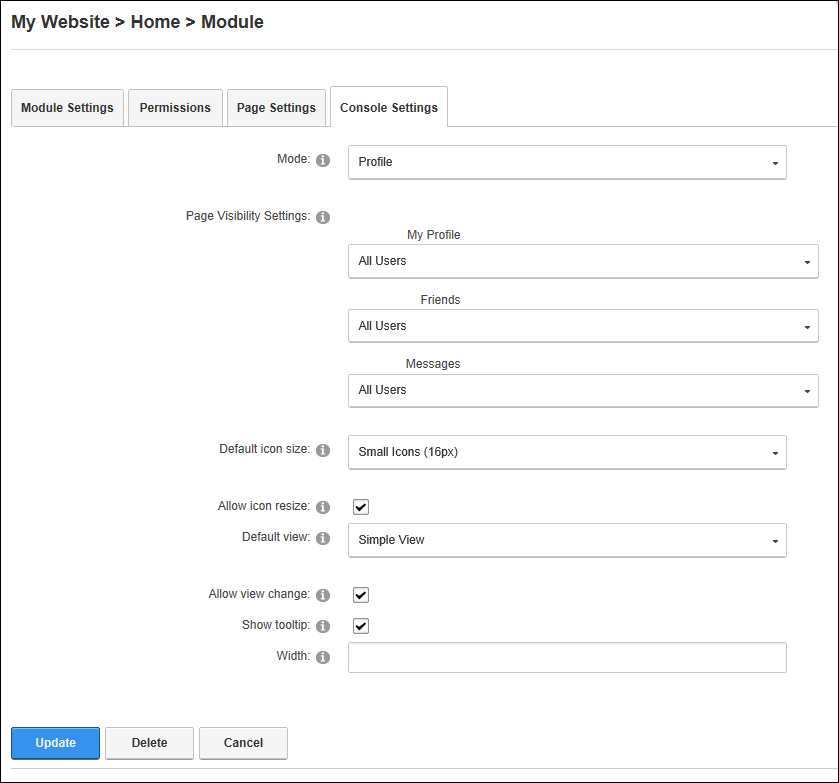 My Website > Home > Module
Module Settings Permissions Page Settings Console Settings
Mode: Profile
Page Visibility Settings:
My Profile
All Users
Friends
All Users
Messages
All Users
Default icon size: Small Icons (16px)
Allow icon resize:
Default view: Simple View
Allow view change:
Show tooltip:
Width:
Update Delete Cancel